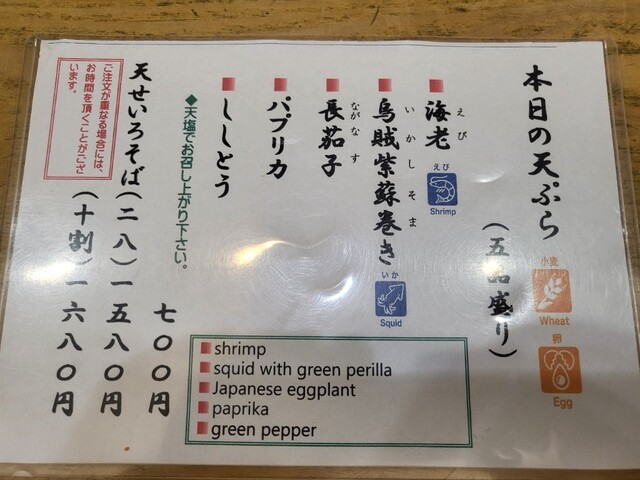 本日の天ぷら
（五品盛り）
小麦
Wheat
卵
Egg
海老
えび
えび
Shrimp
烏賊紫蘇巻き
いかしそま
いか
Squid
長茄子
ながなす
パプリカ
ししとう
◆天塩でお召し上がり下さい。
七〇〇円
天せいろそば（二八）一五八〇円
（十割）一六八〇円
ご注文が重なる場合には、
お時間を頂くことがござ
います。
shrimp
squid with green perilla
Japanese eggplant
paprika
green pepper